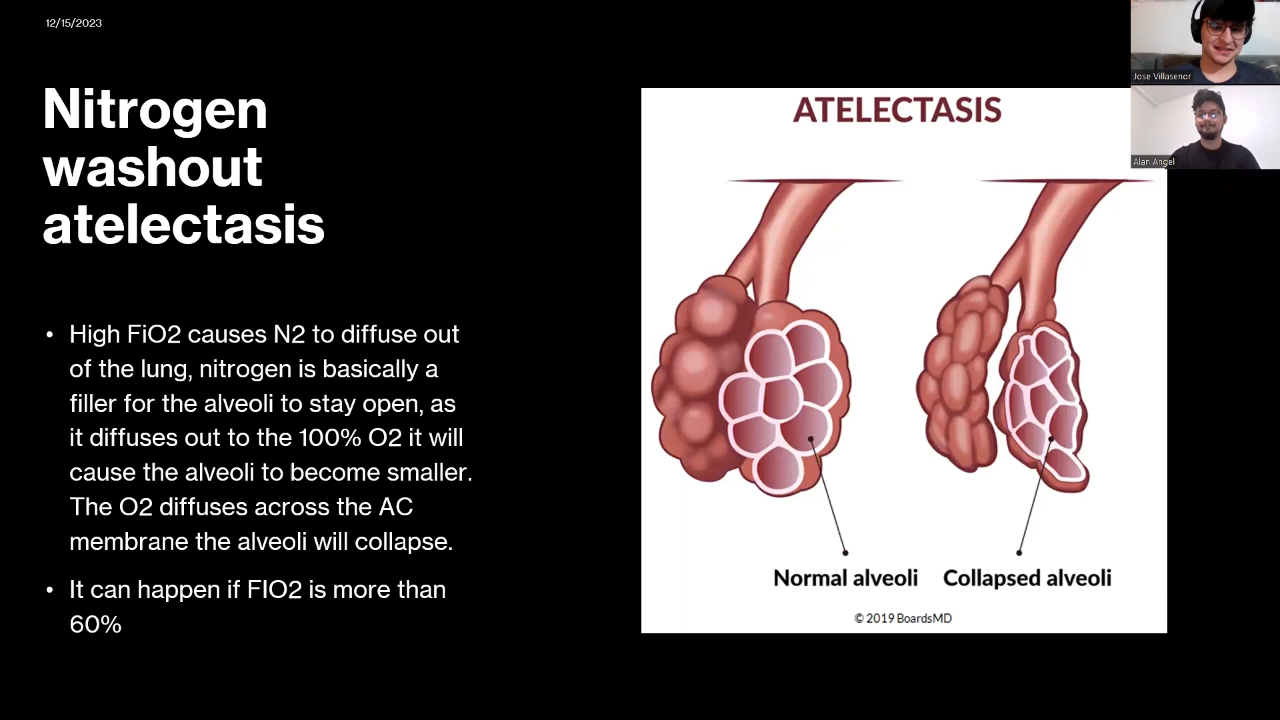 12/15/2023
Nitrogen
washout
atelectasis
• High FiO2 causes N2 to diffuse out
of the lung, nitrogen is basically a
filler for the alveoli to stay open, as
it diffuses out to the 100% O2 it will
cause the alveoli to become smaller.
The O2 diffuses across the AC
membrane the alveoli will collapse.
• It can happen if FIO2 is more than
60%
ATELECTASIS
Normal alveoli
Collapsed alveoli
© 2019 BoardsMD
Jose Villasenor
Alan Angel